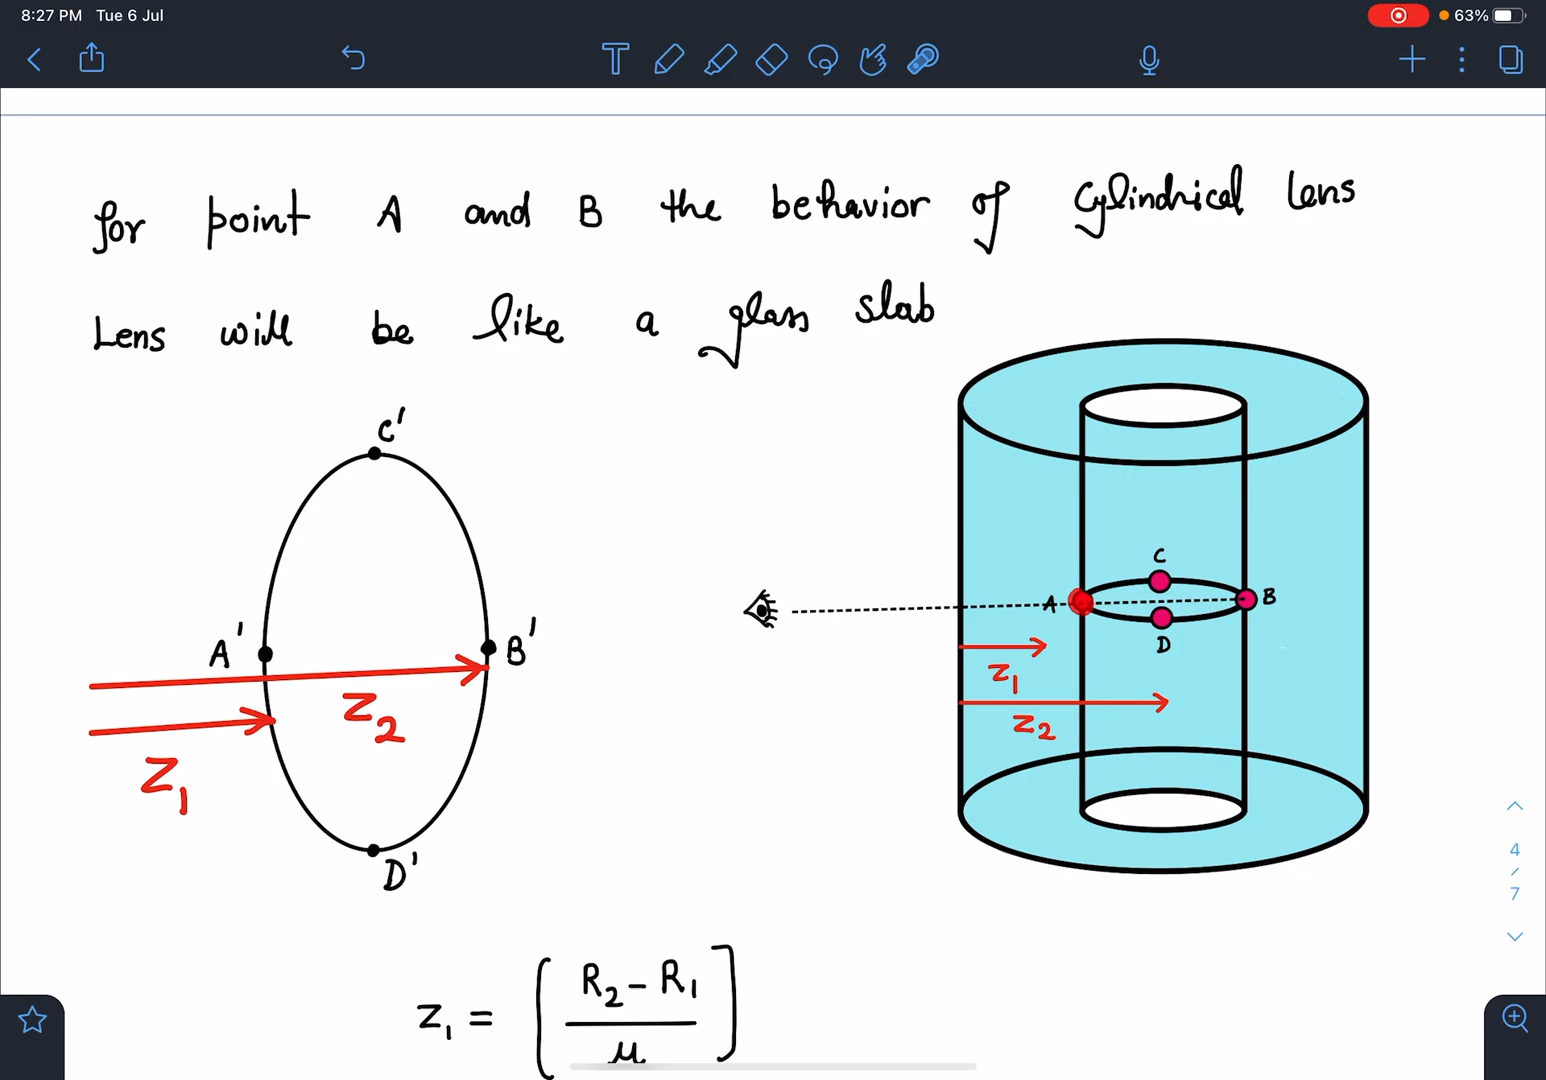 8:27 PM Tue 6 Jul
63%
for point A and B the behavior of cylindrical lens
Lens will be like a glass slab
C'
A'
B'
D'
Z2
Z1
C
A
B
D
Z1
Z2
Z1 = [ R2 - R1 / μ ]
4
/
7